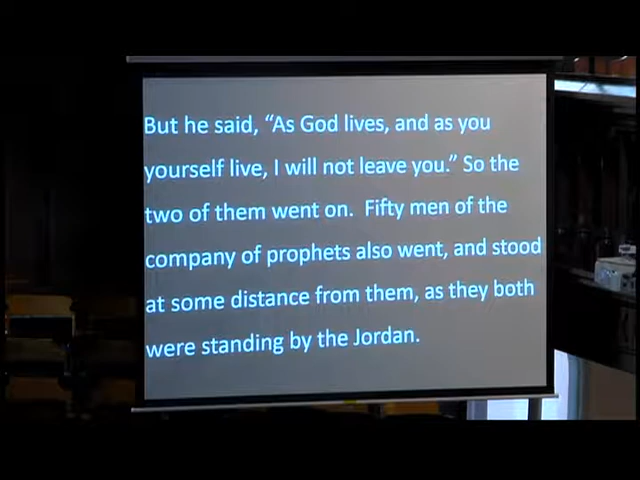 But he said, “As God lives, and as you
yourself live, I will not leave you.” So the
two of them went on.  Fifty men of the
company of prophets also went, and stood
at some distance from them, as they both
were standing by the Jordan.